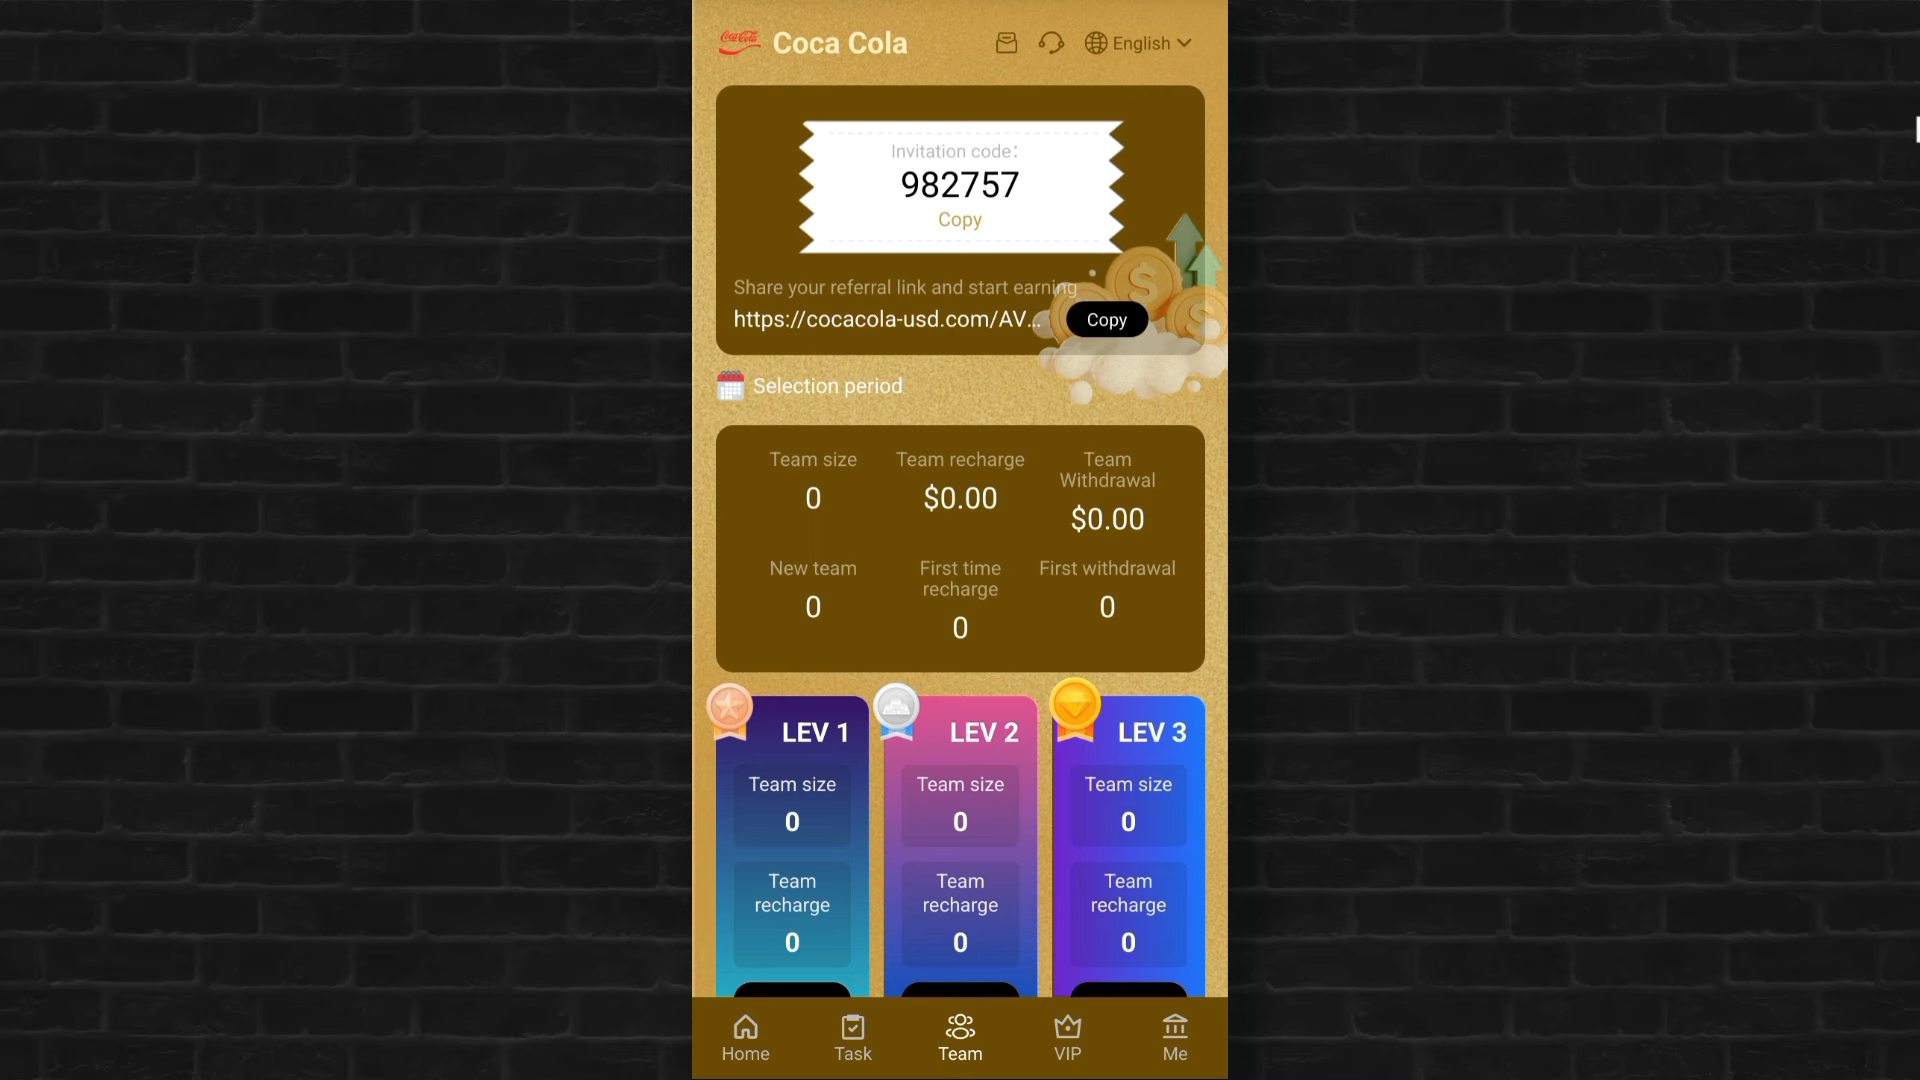 Coca-Cola
Coca Cola
English
Invitation code:
982757
Copy
Share your referral link and start earning
https://cocacola-usd.com/AV...
Copy
Selection period
Team size
Team recharge
Team
Withdrawal
0
$0.00
$0.00
New team
First time
recharge
First withdrawal
0
0
0
LEV 1
LEV 2
LEV 3
Team size
Team size
Team size
0
0
0
Team
recharge
Team
recharge
Team
recharge
0
0
0
Home
Task
Team
VIP
Me